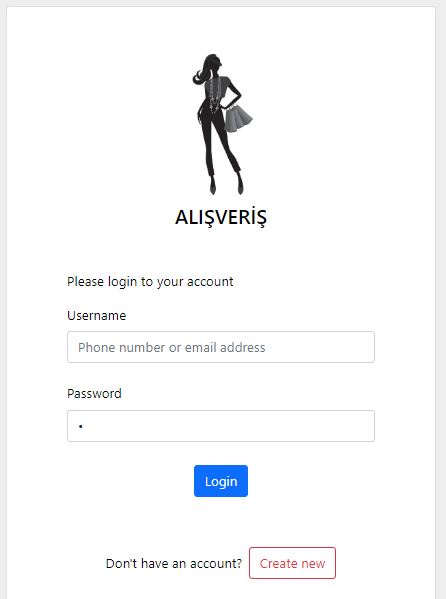 ALIŞVERİŞ
Please login to your account
Username
Phone number or email address
Password
•
Login
Don't have an account? Create new